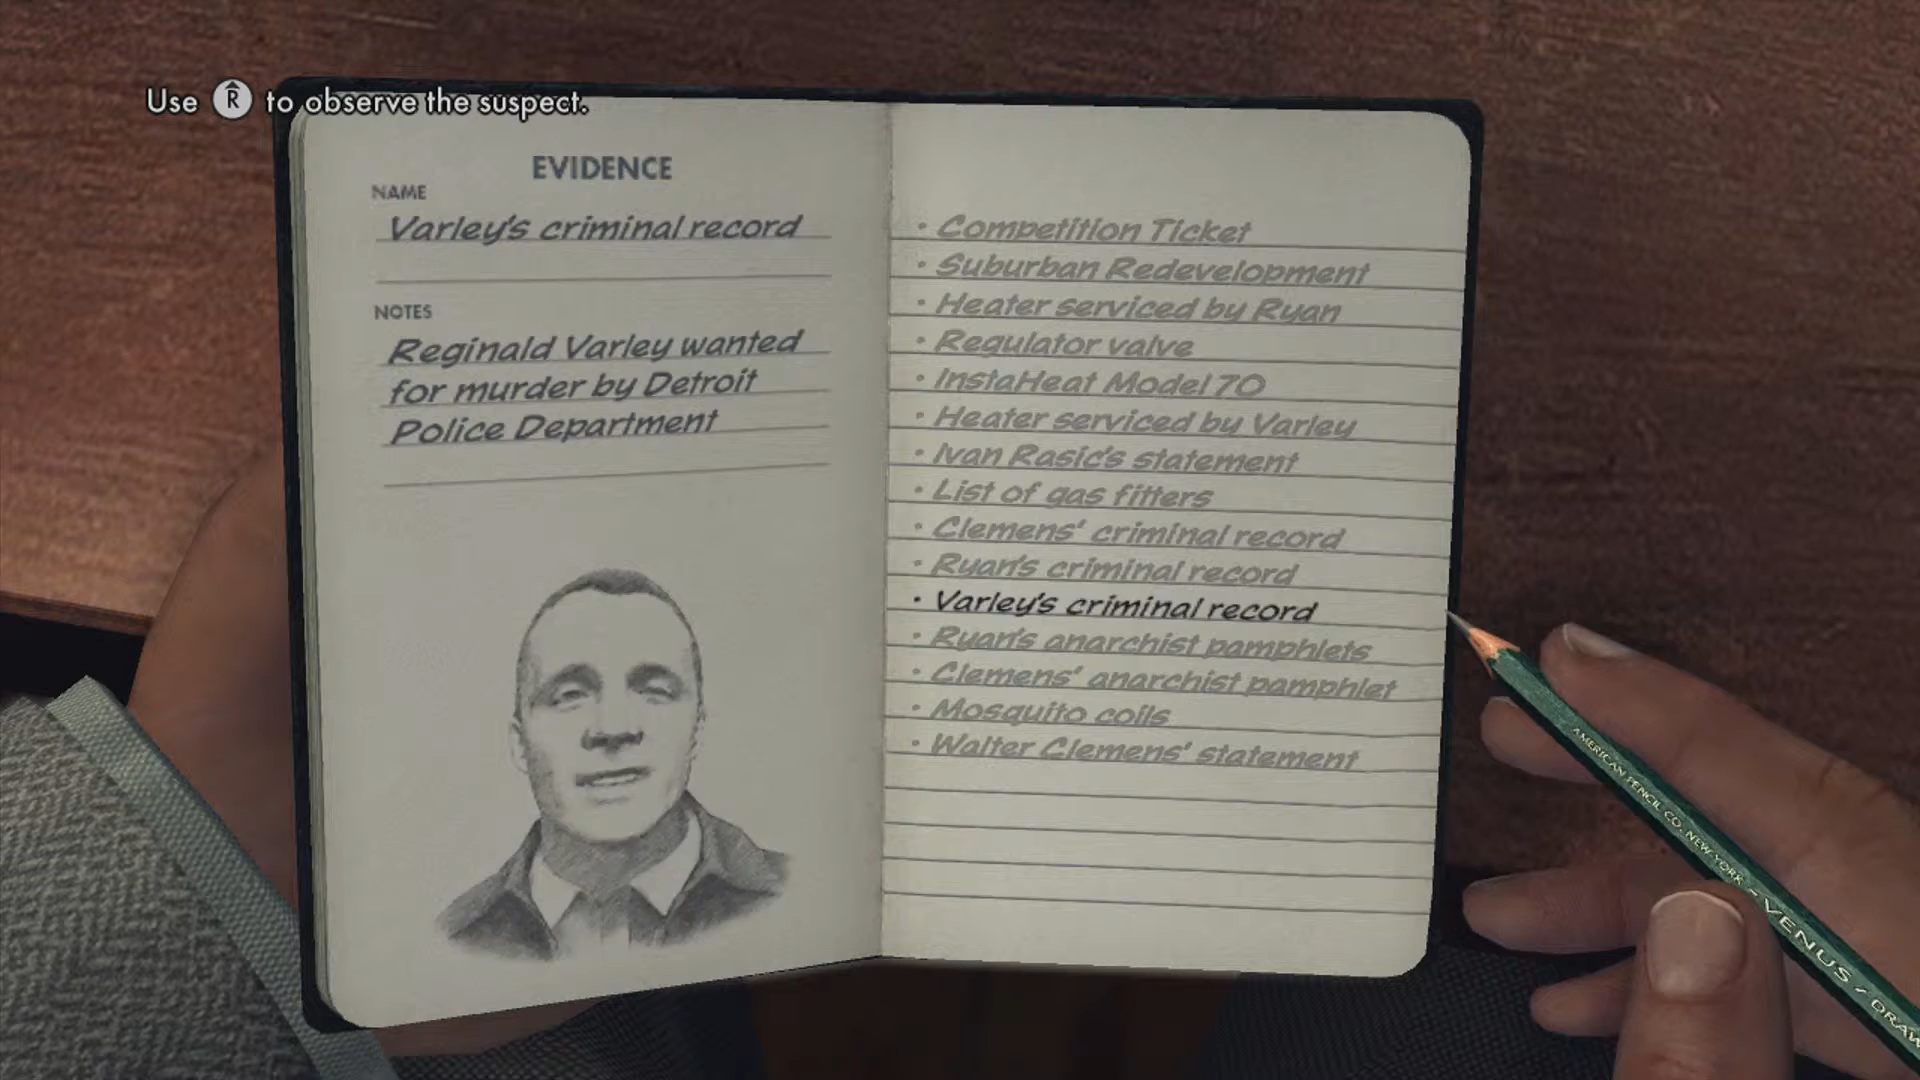 Use R to observe the suspect.
EVIDENCE
NAME
Varley's criminal record
NOTES
Reginald Varley wanted
for murder by Detroit
Police Department
• Competition Ticket
• Suburban Redevelopment
• Heater serviced by Ryan
• Regulator valve
• InstaHeat Model 70
• Heater serviced by Varley
• Ivan Rasic's statement
• List of gas fitters
• Clemens' criminal record
• Ryan's criminal record
• Varley's criminal record
• Ryan's anarchist pamphlets
• Clemens' anarchist pamphlet
• Mosquito coils
• Walter Clemens' statement
AMERICAN PENCIL CO. NEW YORK VENUS / DRAW